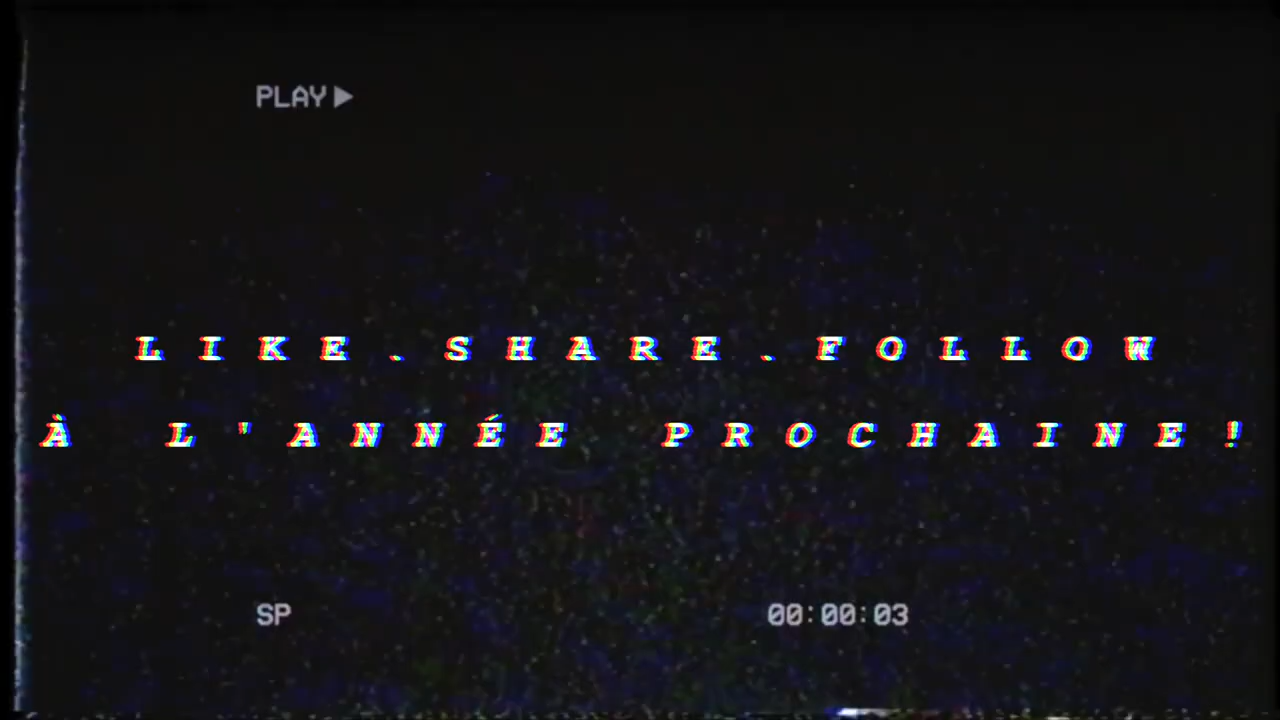 PLAY
LIKE.SHARE.FOLLOW
À L'ANNÉE PROCHAINE!
SP
00:00:03